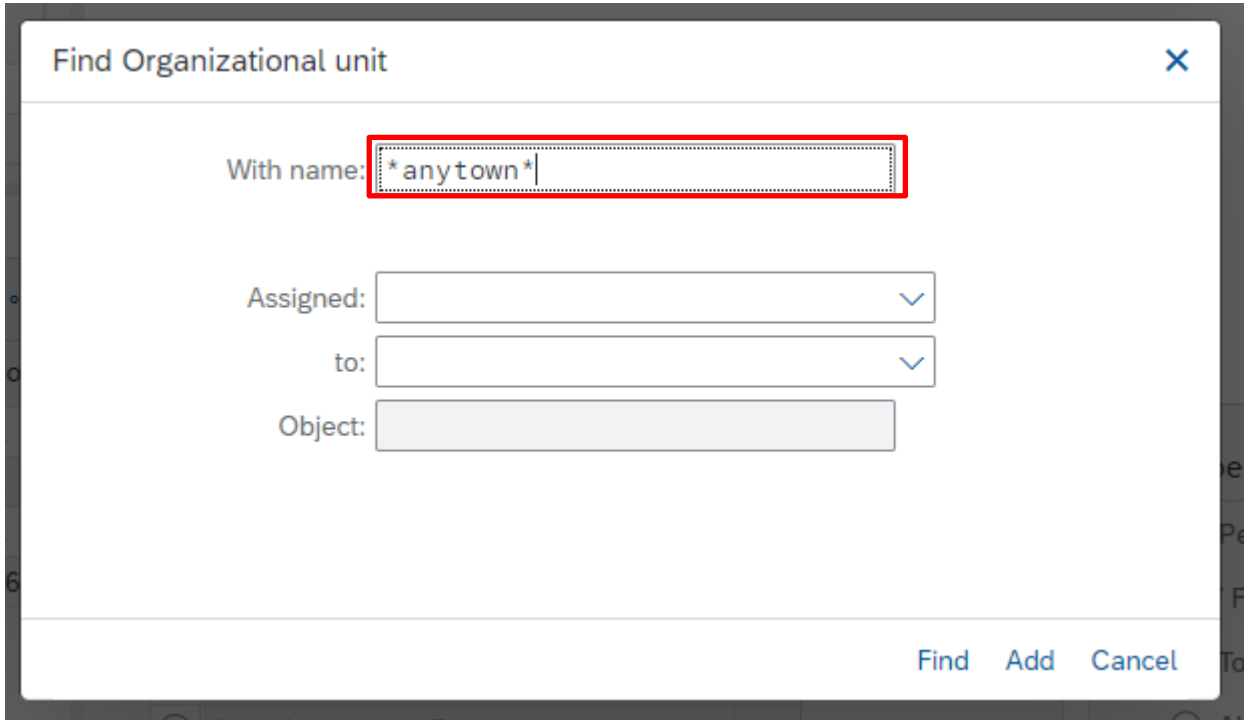 Find Organizational unit
With name: *anytown*
Assigned:
to:
Object:
Find Add Cancel